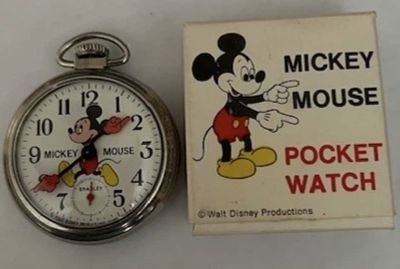 12
11
1
10
2
MICKEY
MOUSE
9
3
8
4
BRADLEY
7
5
MICKEY
MOUSE
POCKET
WATCH
© Walt Disney Productions